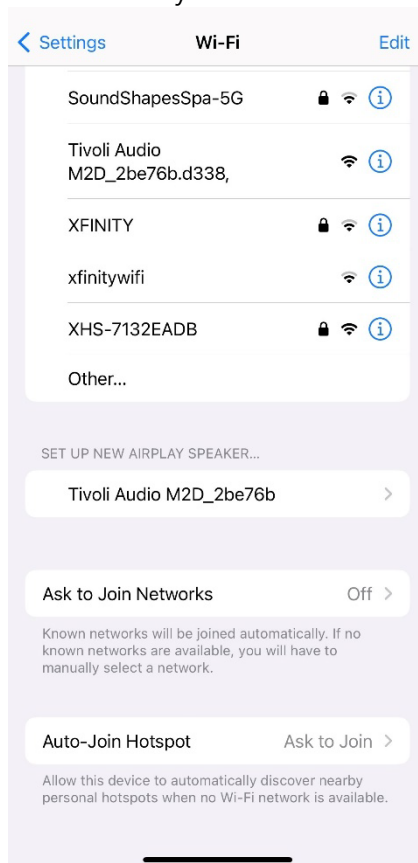 Settings
Wi-Fi
Edit
SoundShapesSpa-5G
Tivoli Audio
M2D_2be76b.d338,
XFINITY
xfinitywifi
XHS-7132EADB
Other...
SET UP NEW AIRPLAY SPEAKER...
Tivoli Audio M2D_2be76b
Ask to Join Networks Off
Known networks will be joined automatically. If no
known networks are available, you will have to
manually select a network.
Auto-Join Hotspot Ask to Join
Allow this device to automatically discover nearby
personal hotspots when no Wi-Fi network is available.